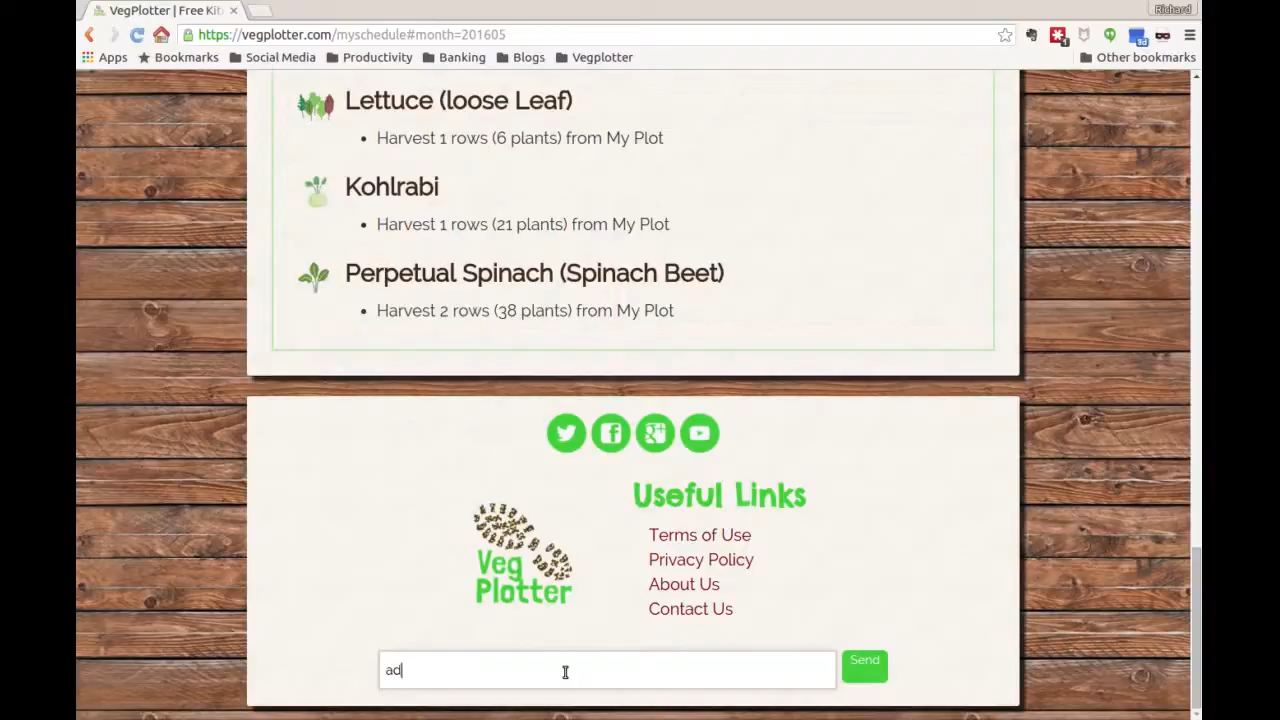 VegPlotter | Free Kit
Richard
https://vegplotter.com/myschedule#month=201605
Apps
Bookmarks
Social Media
Productivity
Banking
Blogs
Vegplotter
Other bookmarks
Lettuce (loose Leaf)
Harvest 1 rows (6 plants) from My Plot
Kohlrabi
Harvest 1 rows (21 plants) from My Plot
Perpetual Spinach (Spinach Beet)
Harvest 2 rows (38 plants) from My Plot
Useful Links
Terms of Use
Privacy Policy
About Us
Contact Us
Veg
Plotter
ad
Send